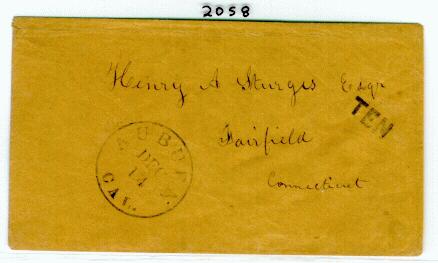 2058
Henry A Sturges Esqr
TEN
Fairfield
Connecticut
AUBURN
DEC
14
CAL.